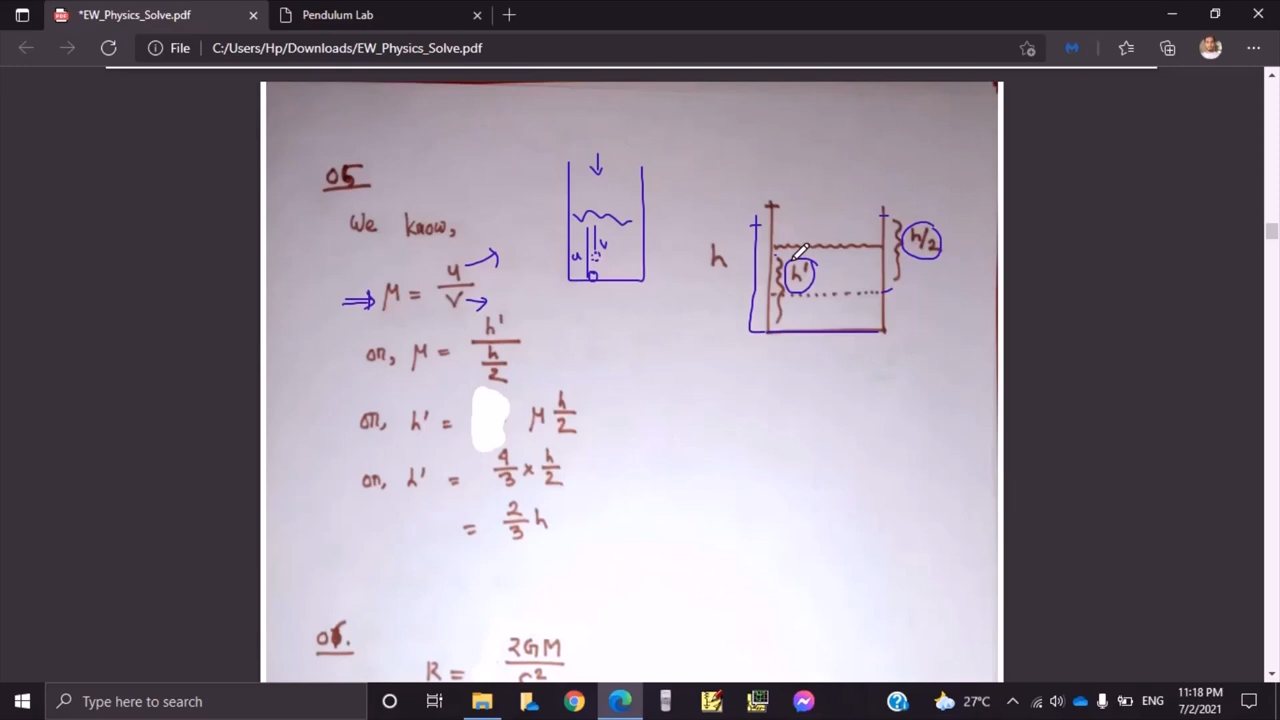 *EW_Physics_Solve.pdf
Pendulum Lab
File
C:/Users/Hp/Downloads/EW_Physics_Solve.pdf
05
We know,
μ = u/v
or, μ = h'/(h/2)
or, h' = μ h/2
or, h' = 4/3 × h/2
= 2/3 h
u
v
h
h'
h/2
06.
R = 2GM/c²
Type here to search
27°C
ENG
11:18 PM
7/2/2021